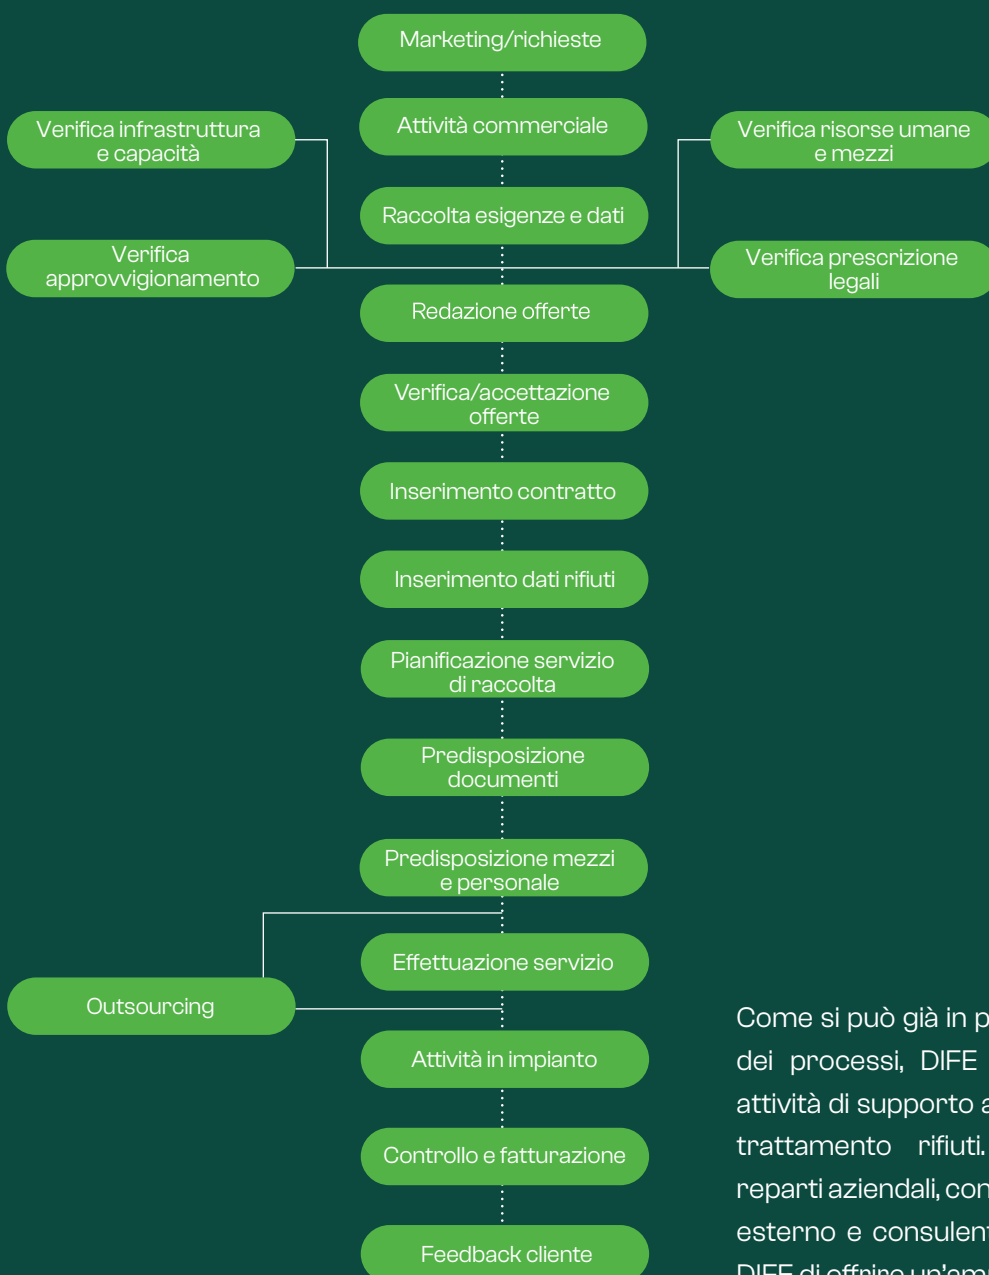 Marketing/richieste
Verifica infrastruttura
e capacità
Attività commerciale
Verifica risorse umane
e mezzi
Raccolta esigenze e dati
Verifica
approvvigionamento
Verifica prescrizione
legali
Redazione offerte
Verifica/accettazione
offerte
Inserimento contratto
Inserimento dati rifiuti
Pianificazione servizio
di raccolta
Predisposizione
documenti
Predisposizione mezzi
e personale
Effettuazione servizio
Outsourcing
Attività in impianto
Controllo e fatturazione
Feedback cliente
Come si può già in
dei processi, DIFE
attività di supporto
trattamento rifiuti.
reparti aziendali,
esterno e
DIFE di offrire